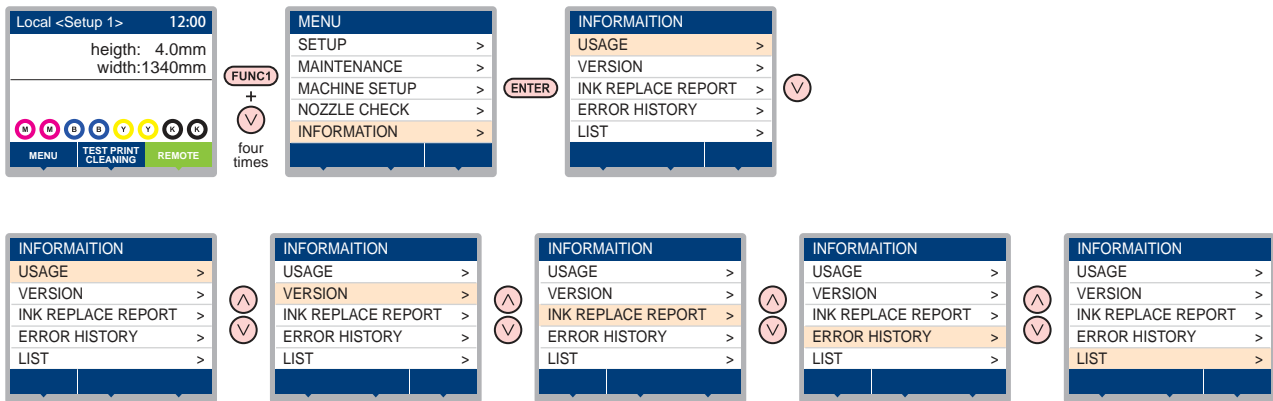 Local <Setup 1> 12:00
heigth: 4.0mm
width:1340mm
M M B B Y Y K K
MENU TEST PRINT CLEANING REMOTE
FUNC1
+
four
times
MENU
SETUP >
MAINTENANCE >
MACHINE SETUP >
NOZZLE CHECK >
INFORMATION >
ENTER
INFORMAITION
USAGE >
VERSION >
INK REPLACE REPORT >
ERROR HISTORY >
LIST >
INFORMAITION
USAGE >
VERSION >
INK REPLACE REPORT >
ERROR HISTORY >
LIST >
INFORMAITION
USAGE >
VERSION >
INK REPLACE REPORT >
ERROR HISTORY >
LIST >
INFORMAITION
USAGE >
VERSION >
INK REPLACE REPORT >
ERROR HISTORY >
LIST >
INFORMAITION
USAGE >
VERSION >
INK REPLACE REPORT >
ERROR HISTORY >
LIST >
INFORMAITION
USAGE >
VERSION >
INK REPLACE REPORT >
ERROR HISTORY >
LIST >